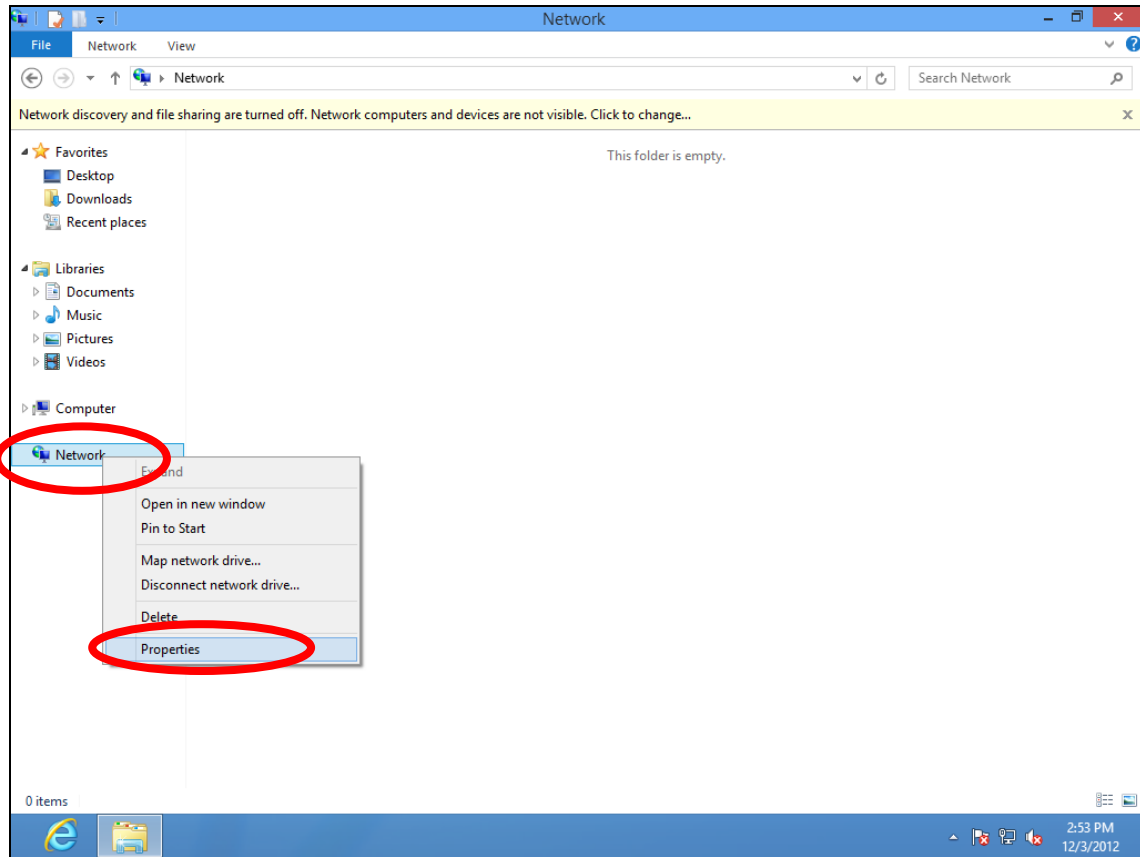 Network
File Network View
Network
Search Network
Network discovery and file sharing are turned off. Network computers and devices are not visible. Click to change...
This folder is empty.
Favorites
Desktop
Downloads
Recent places
Libraries
Documents
Music
Pictures
Videos
Computer
Network
Expand
Open in new window
Pin to Start
Map network drive...
Disconnect network drive...
Delete
Properties
0 items
2:53 PM
12/3/2012